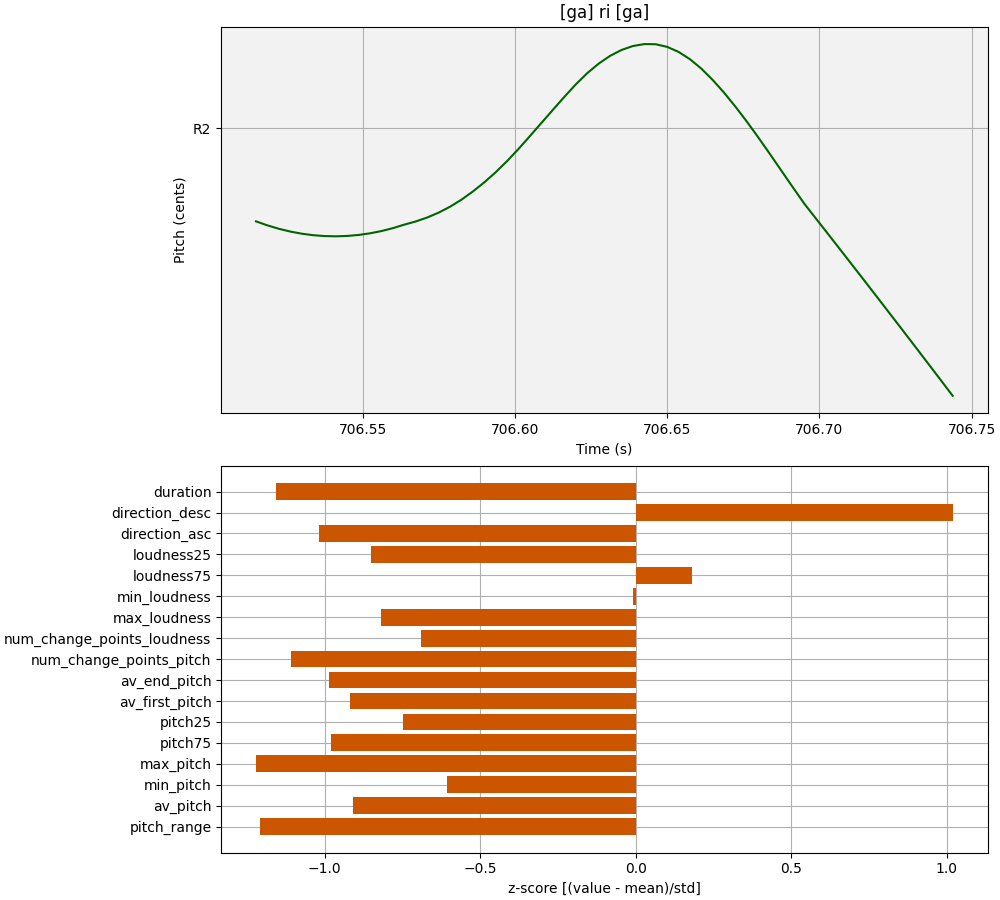 [ga] ri [ga]
R2
Pitch (cents)
706.55 706.60 706.65 706.70 706.75
Time (s)
duration
direction_desc
direction_asc
loudness25
loudness75
min_loudness
max_loudness
num_change_points_loudness
num_change_points_pitch
av_end_pitch
av_first_pitch
pitch25
pitch75
max_pitch
min_pitch
av_pitch
pitch_range
−1.0 −0.5 0.0 0.5 1.0
z-score [(value - mean)/std]